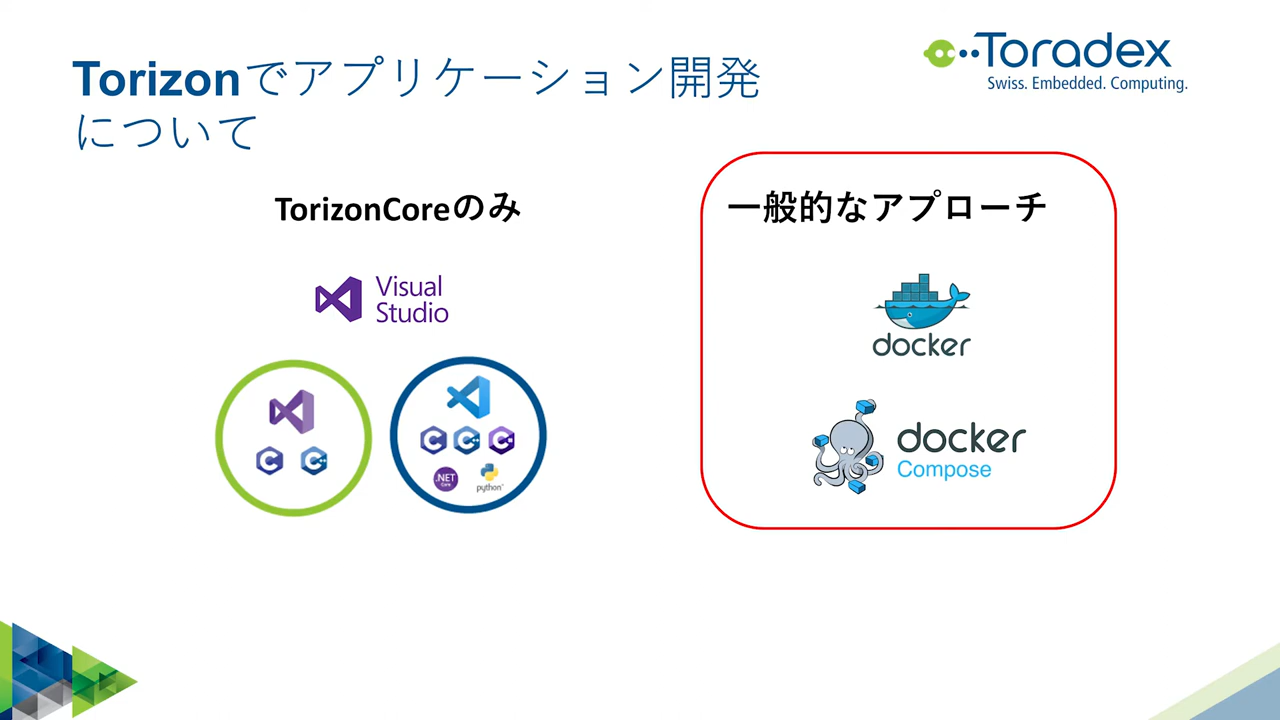 Torizonでアプリケーション開発
について
Toradex
Swiss. Embedded. Computing.
TorizonCoreのみ
Visual
Studio
C
C++
C
C++
C#
.NET
Core
python
一般的なアプローチ
docker
docker
Compose